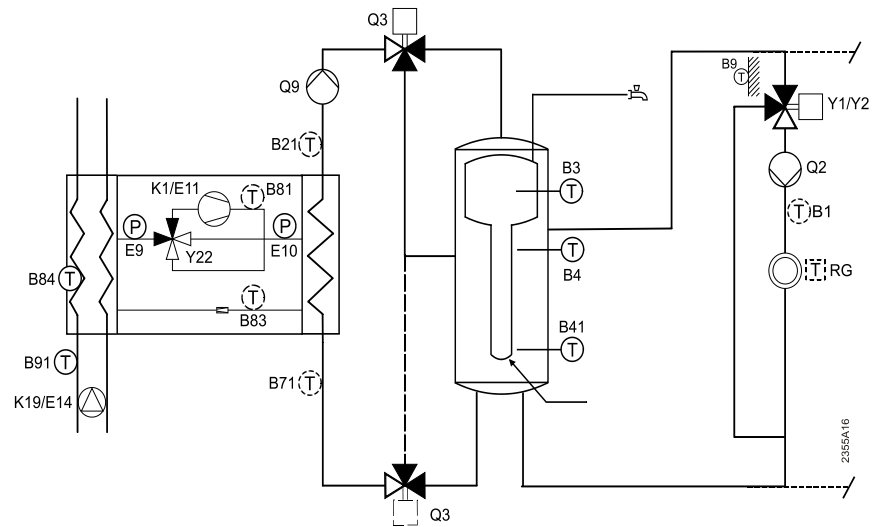 Q3
B9
T
Q9
Y1/Y2
B21
T
B3
T
Q2
K1/E11
T
B81
T
B1
P
E9
Y22
P
E10
T
B4
T
RG
B84
T
T
B83
B41
T
B91
T
B71
T
K19/E14
2355A16
Q3